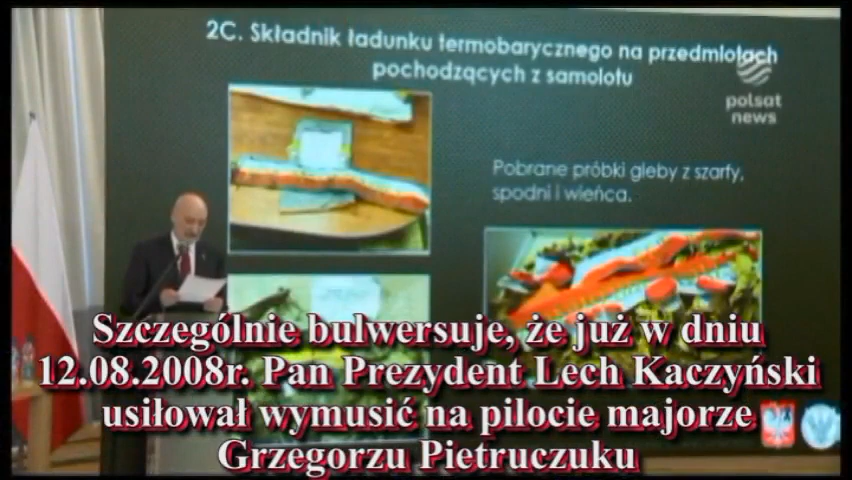 2C. Składnik ładunku termobarycznego na przedmiotach
pochodzących z samolotu
polsat
news
Pobrane próbki gleby z szarfy,
spodni i wieńca.
Szczególnie bulwersuje, że już w dniu
12.08.2008r. Pan Prezydent Lech Kaczyński
usiłował wymusić na pilocie majorze
Grzegorzu Pietruczuku